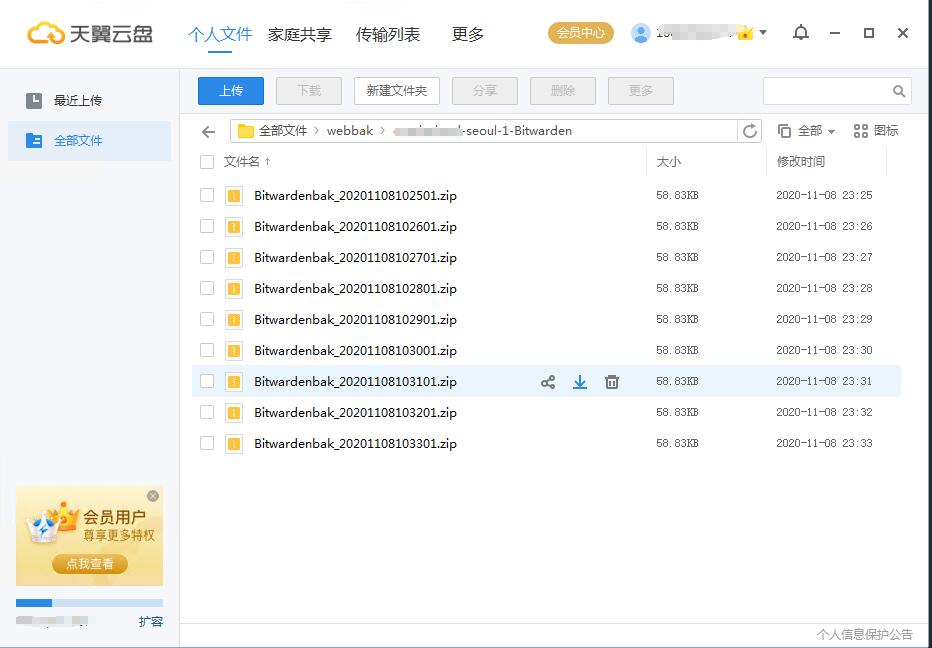 天翼云盘 个人文件 家庭共享 传输列表 更多 会员中心
最近上传
全部文件
上传 下载 新建文件夹 分享 删除 更多
全部文件 webbak -seoul-1-Bitwarden 全部 图标
文件名 大小 修改时间
Bitwardenbak_20201108102501.zip 58.83KB 2020-11-08 23:25
Bitwardenbak_20201108102601.zip 58.83KB 2020-11-08 23:26
Bitwardenbak_20201108102701.zip 58.83KB 2020-11-08 23:27
Bitwardenbak_20201108102801.zip 58.83KB 2020-11-08 23:28
Bitwardenbak_20201108102901.zip 58.83KB 2020-11-08 23:29
Bitwardenbak_20201108103001.zip 58.83KB 2020-11-08 23:30
Bitwardenbak_20201108103101.zip 58.83KB 2020-11-08 23:31
Bitwardenbak_20201108103201.zip 58.83KB 2020-11-08 23:32
Bitwardenbak_20201108103301.zip 58.83KB 2020-11-08 23:33
会员用户
尊享更多特权
点我查看
扩容
个人信息保护公告